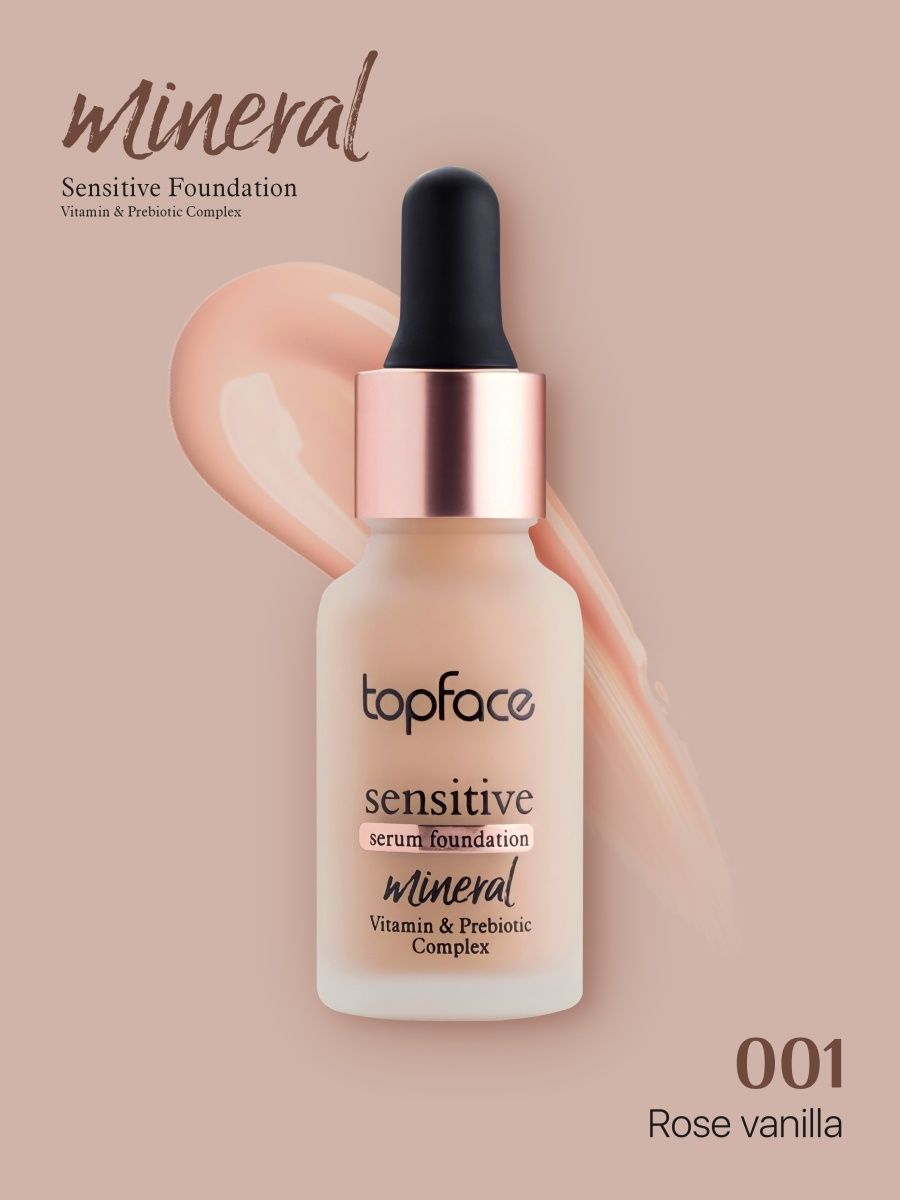 mineral
Sensitive Foundation
Vitamin & Prebiotic Complex
topface
sensitive
serum foundation
mineral
Vitamin & Prebiotic
Complex
001
Rose vanilla